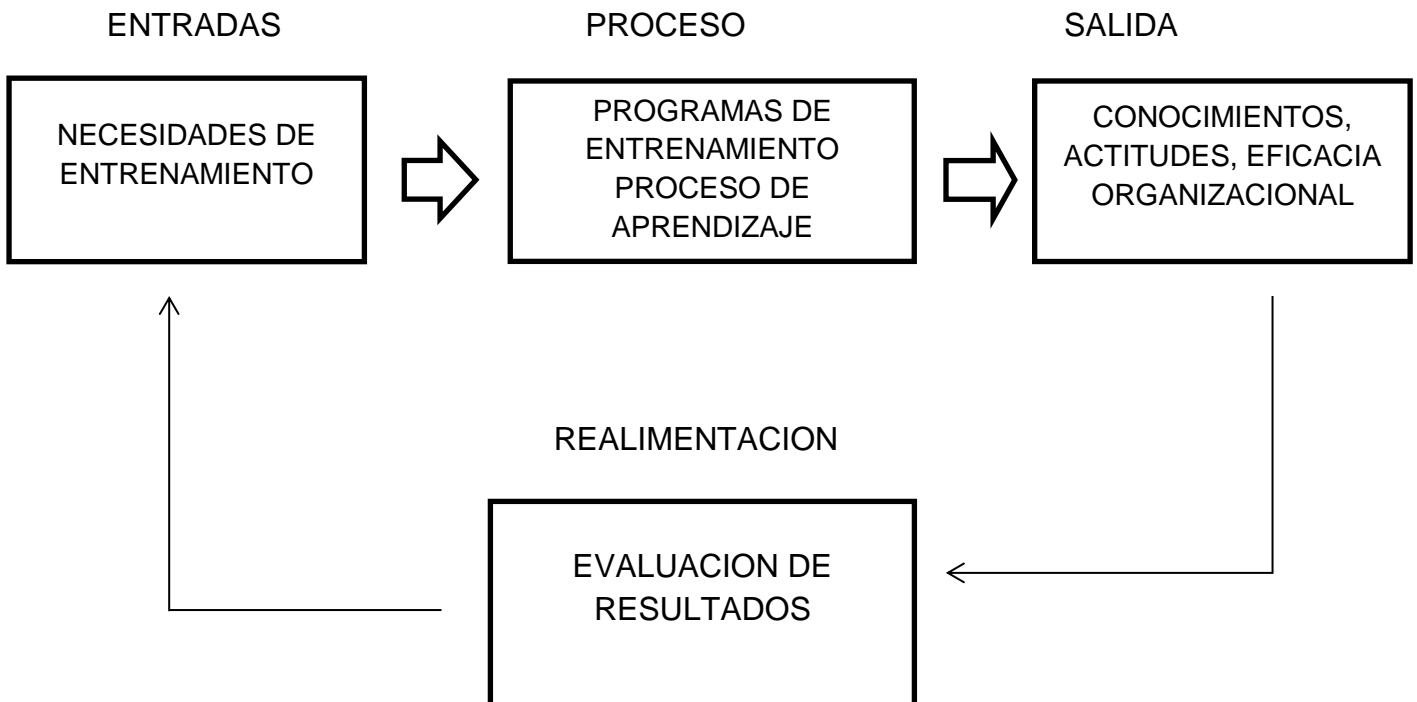 ENTRADAS
PROCESO
SALIDA
NECESIDADES DE
ENTRENAMIENTO
PROGRAMAS DE
ENTRENAMIENTO
PROCESO DE
APRENDIZAJE
CONOCIMIENTOS,
ACTITUDES, EFICACIA
ORGANIZACIONAL
REALIMENTACION
EVALUACION DE
RESULTADOS